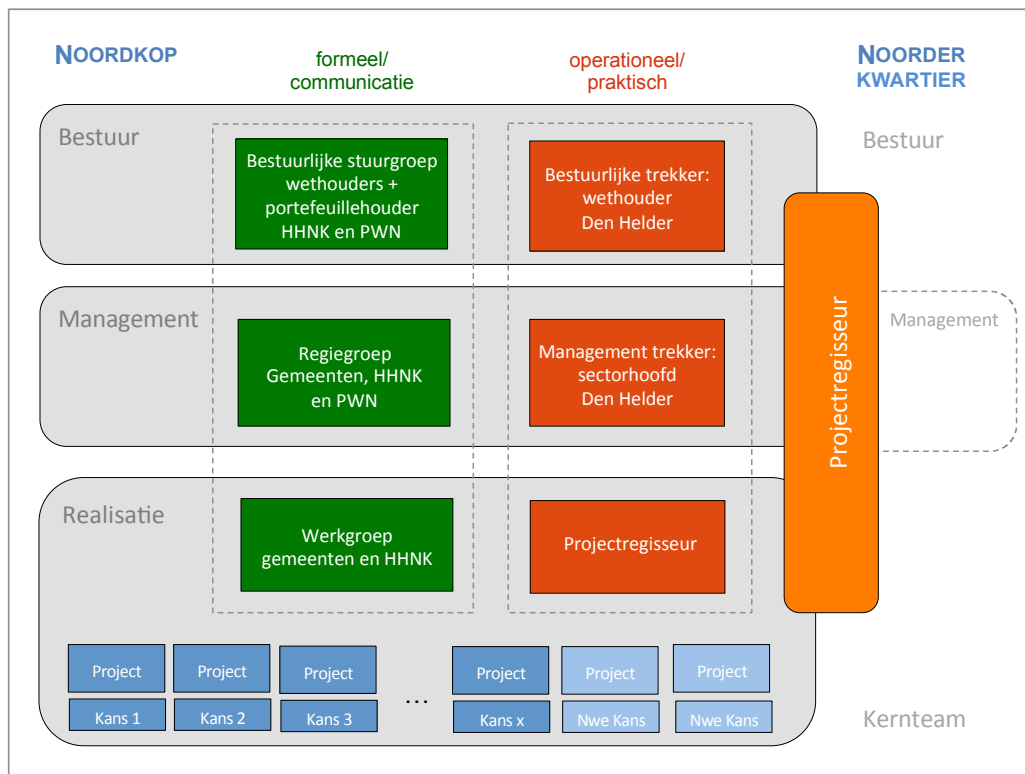 NOORDKOP
formeel/
communicatie
operationeel/
praktisch
NOORDER
KWARTIER
Bestuur
Bestuurlijke stuurgroep
wethouders +
portefeuillehouder
HHNK en PWN
Bestuurlijke trekker:
wethouder
Den Helder
Bestuur
Projectregisseur
Management
Regiegroep
Gemeenten, HHNK
en PWN
Management trekker:
sectorhoofd
Den Helder
Management
Realisatie
Werkgroep
gemeenten en HHNK
Projectregisseur
Project
Project
Project
...
Project
Project
Project
Kans 1
Kans 2
Kans 3
Kans x
Nwe Kans
Nwe Kans
Kernteam